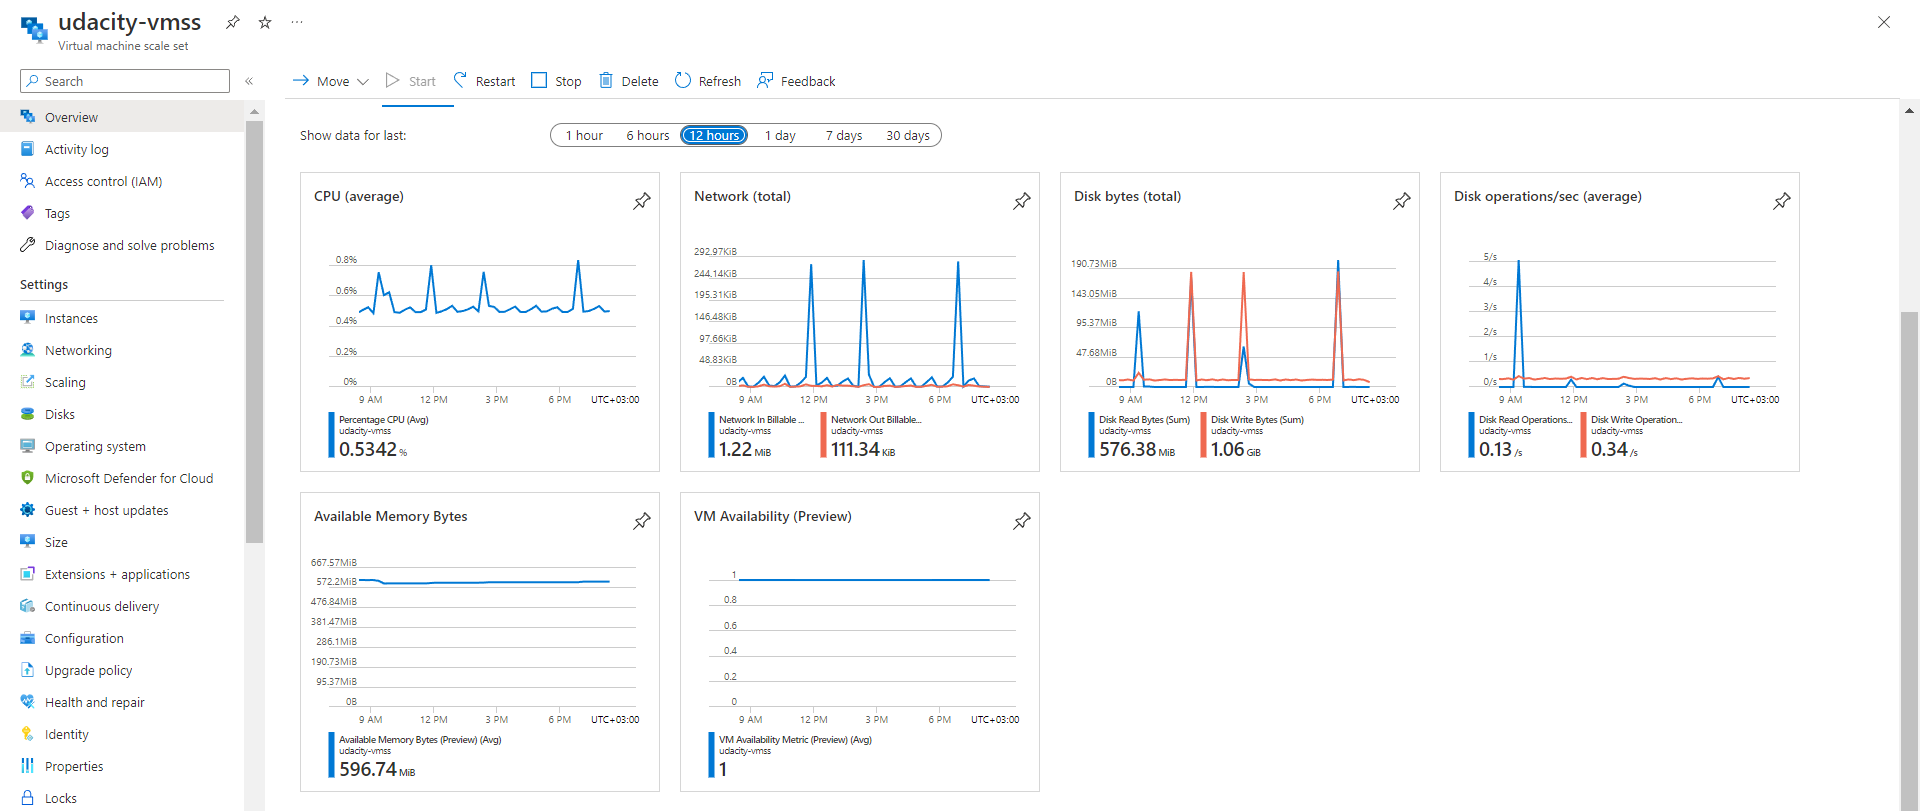 udacity-vmss
Virtual machine scale set
Search
Move Start Restart Stop Delete Refresh Feedback
Overview
Activity log
Access control (IAM)
Tags
Diagnose and solve problems
Settings
Instances
Networking
Scaling
Disks
Operating system
Microsoft Defender for Cloud
Guest + host updates
Size
Extensions + applications
Continuous delivery
Configuration
Upgrade policy
Health and repair
Identity
Properties
Locks
Show data for last: 1 hour 6 hours 12 hours 1 day 7 days 30 days
CPU (average)
0.8%
0.6%
0.4%
0.2%
0%
9 AM 12 PM 3 PM 6 PM UTC+03:00
Percentage CPU (Avg)
udacity-vmss
0.5342 %
Network (total)
292.97KiB
244.14KiB
195.31KiB
146.48KiB
97.66KiB
48.83KiB
0B
9 AM 12 PM 3 PM 6 PM UTC+03:00
Network In Billable ... Network Out Billable...
udacity-vmss udacity-vmss
1.22 MiB 111.34 KiB
Disk bytes (total)
190.73MiB
143.05MiB
95.37MiB
47.68MiB
0B
9 AM 12 PM 3 PM 6 PM UTC+03:00
Disk Read Bytes (Sum) Disk Write Bytes (Sum)
udacity-vmss udacity-vmss
576.38 MiB 1.06 GiB
Disk operations/sec (average)
5/s
4/s
3/s
2/s
1/s
0/s
9 AM 12 PM 3 PM 6 PM UTC+03:00
Disk Read Operations... Disk Write Operation...
udacity-vmss udacity-vmss
0.13 /s 0.34 /s
Available Memory Bytes
667.57MiB
572.2MiB
476.84MiB
381.47MiB
286.1MiB
190.73MiB
95.37MiB
0B
9 AM 12 PM 3 PM 6 PM UTC+03:00
Available Memory Bytes (Preview) (Avg)
udacity-vmss
596.74 MiB
VM Availability (Preview)
1
0.8
0.6
0.4
0.2
0
9 AM 12 PM 3 PM 6 PM UTC+03:00
VM Availability Metric (Preview) (Avg)
udacity-vmss
1